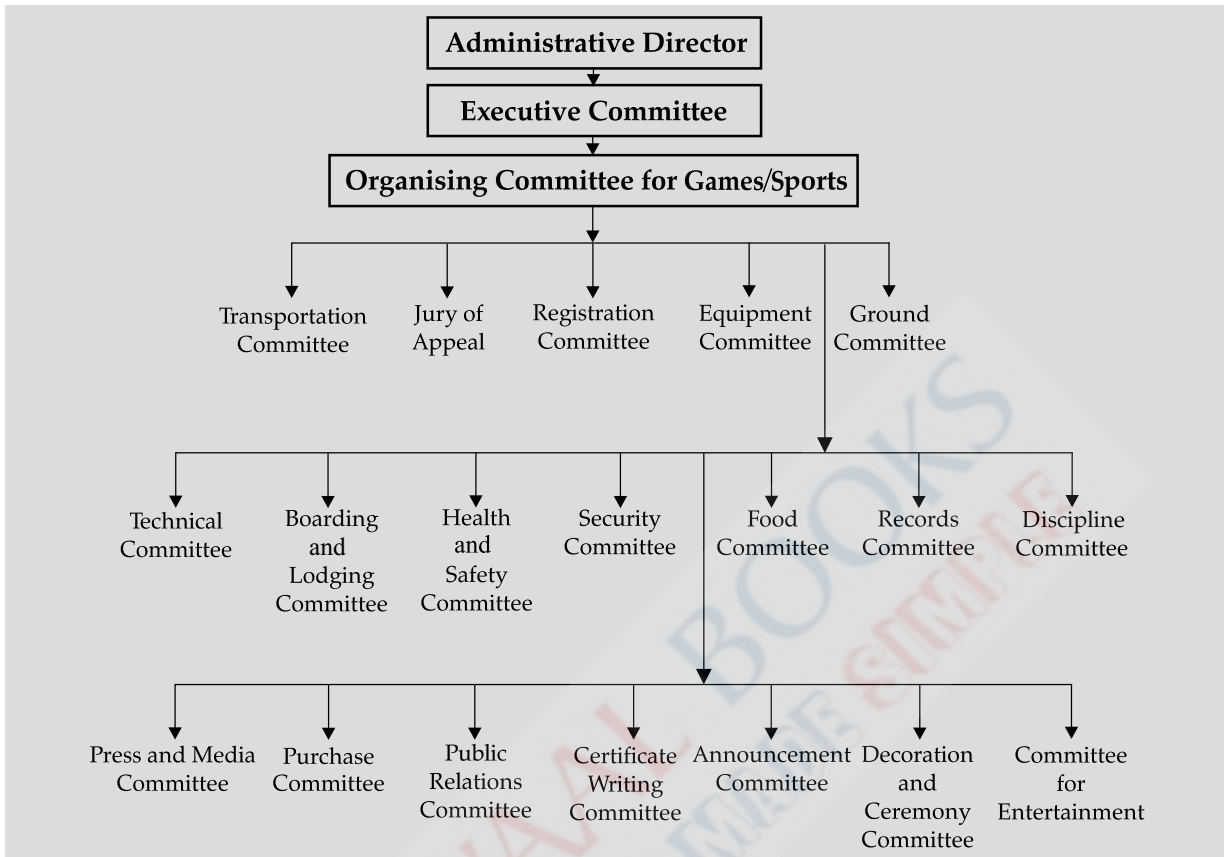 Administrative Director
Executive Committee
Organising Committee for Games/Sports
Transportation
Committee
Jury of
Appeal
Registration
Committee
Equipment
Committee
Ground
Committee
Technical
Committee
Boarding
and
Lodging
Committee
Health
and
Safety
Committee
Security
Committee
Food
Committee
Records
Committee
Discipline
Committee
Press and Media
Committee
Purchase
Committee
Public
Relations
Committee
Certificate
Writing
Committee
Announcement
Committee
Decoration
and
Ceremony
Committee
Committee
for
Entertainment
BOOKS
MADE SIMPLE